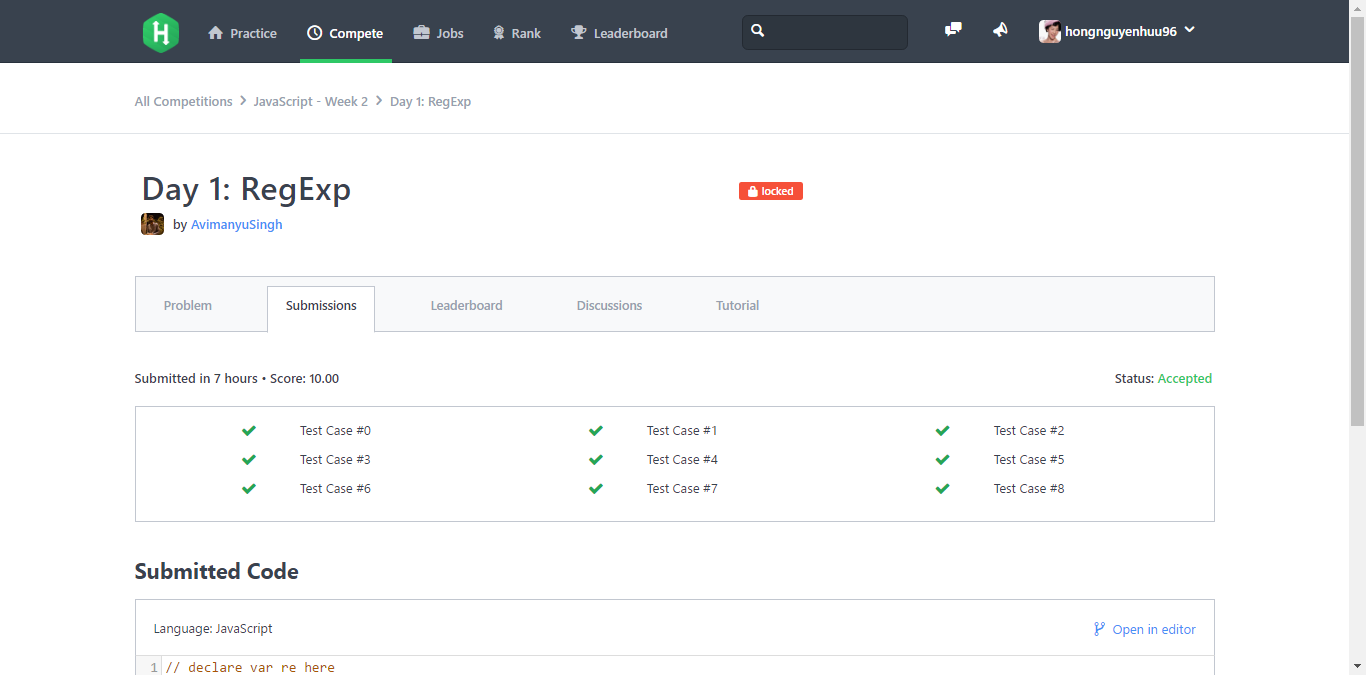 H Practice Compete Jobs Rank Leaderboard hongnguyenhuu96
All Competitions > JavaScript - Week 2 > Day 1: RegExp
Day 1: RegExp locked
by AvimanyuSingh
Problem Submissions Leaderboard Discussions Tutorial
Submitted in 7 hours • Score: 10.00 Status: Accepted
Test Case #0 Test Case #1 Test Case #2
Test Case #3 Test Case #4 Test Case #5
Test Case #6 Test Case #7 Test Case #8
Submitted Code
Language: JavaScript Open in editor
1 // declare var re here